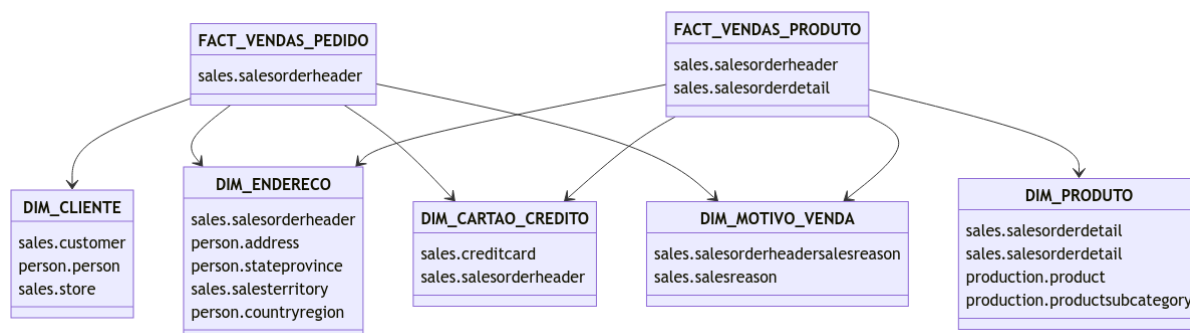 FACT_VENDAS_PEDIDO
sales.salesorderheader
FACT_VENDAS_PRODUTO
sales.salesorderheader
sales.salesorderdetail
DIM_CLIENTE
sales.customer
person.person
sales.store
DIM_ENDERECO
sales.salesorderheader
person.address
person.stateprovince
sales.salesterritory
person.countryregion
DIM_CARTAO_CREDITO
sales.creditcard
sales.salesorderheader
DIM_MOTIVO_VENDA
sales.salesorderheadersalesreason
sales.salesreason
DIM_PRODUTO
sales.salesorderdetail
sales.salesorderdetail
production.product
production.productsubcategory